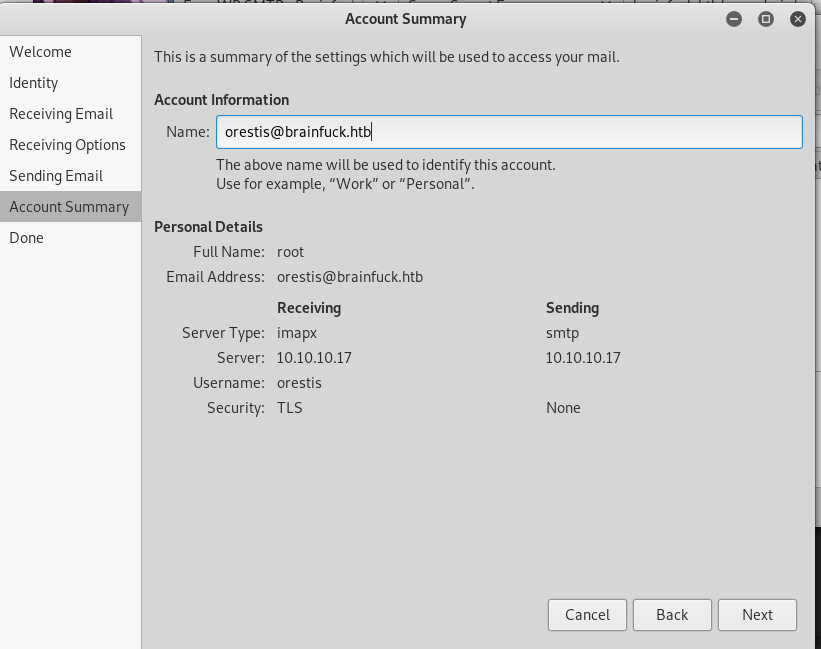 Account Summary
Welcome
Identity
Receiving Email
Receiving Options
Sending Email
Account Summary
Done
This is a summary of the settings which will be used to access your mail.
Account Information
Name: orestis@brainfuck.htb
The above name will be used to identify this account.
Use for example, “Work” or “Personal”.
Personal Details
Full Name: root
Email Address: orestis@brainfuck.htb
Receiving Sending
Server Type: imapx smtp
Server: 10.10.10.17 10.10.10.17
Username: orestis
Security: TLS None
Cancel Back Next